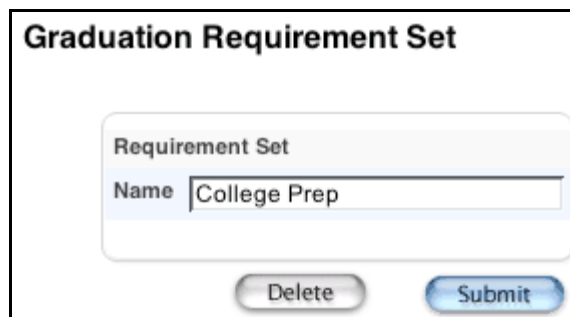 Graduation Requirement Set
Requirement Set
Name College Prep
Delete Submit